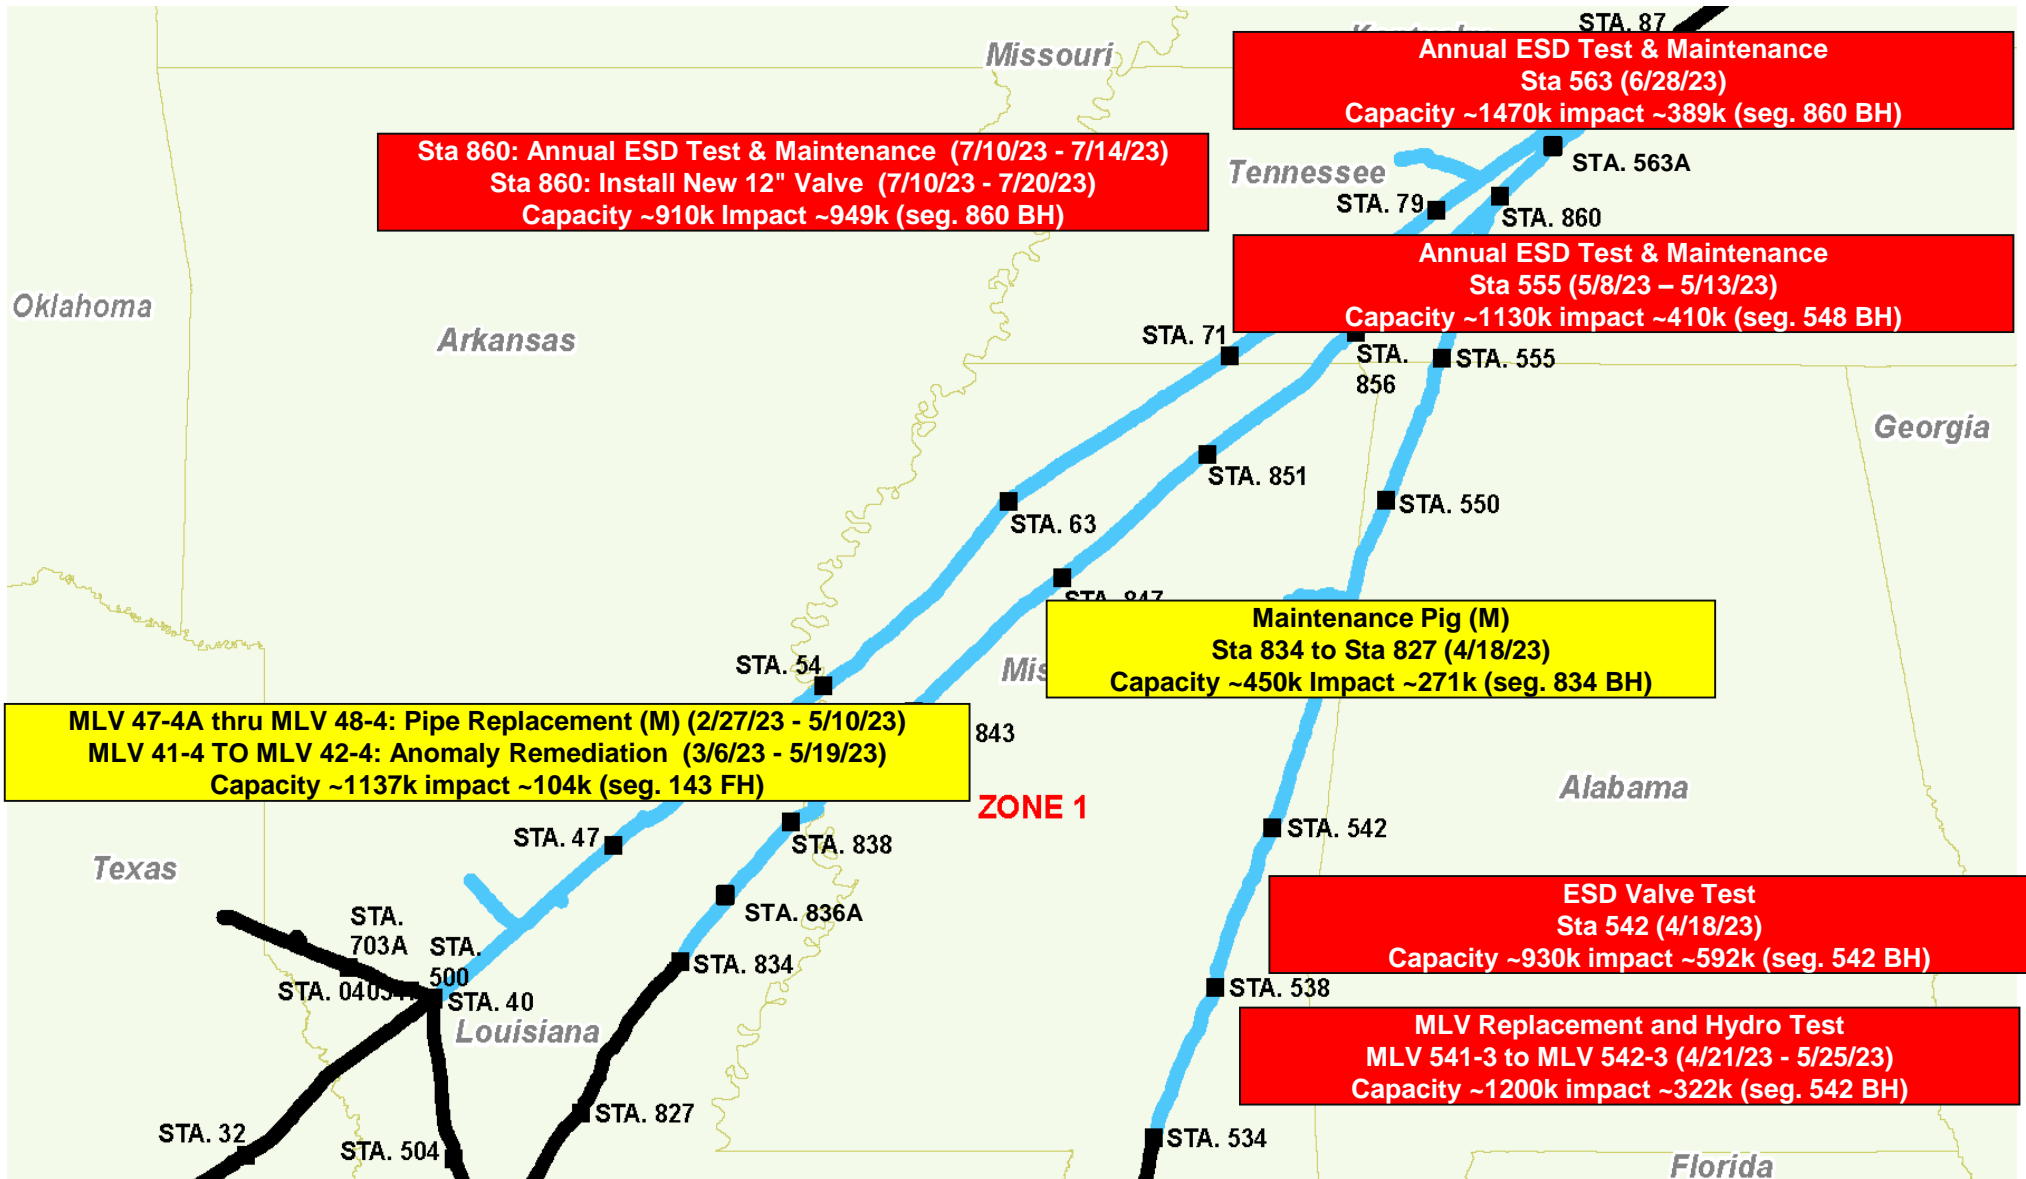 STA. 87
Missouri
Annual ESD Test & Maintenance
Sta 563 (6/28/23)
Capacity ~1470k impact ~389k (seg. 860 BH)
Sta 860: Annual ESD Test & Maintenance (7/10/23 - 7/14/23)
Sta 860: Install New 12" Valve (7/10/23 - 7/20/23)
Capacity ~910k Impact ~949k (seg. 860 BH)
STA. 563A
Tennessee
STA. 79
STA. 860
Annual ESD Test & Maintenance
Sta 555 (5/8/23 – 5/13/23)
Capacity ~1130k impact ~410k (seg. 548 BH)
Oklahoma
Arkansas
STA. 71
STA.
856
STA. 555
Georgia
STA. 851
STA. 550
STA. 63
STA. 847
Maintenance Pig (M)
Sta 834 to Sta 827 (4/18/23)
Capacity ~450k Impact ~271k (seg. 834 BH)
STA. 54
Mis
MLV 47-4A thru MLV 48-4: Pipe Replacement (M) (2/27/23 - 5/10/23)
MLV 41-4 TO MLV 42-4: Anomaly Remediation (3/6/23 - 5/19/23)
Capacity ~1137k impact ~104k (seg. 143 FH)
843
ZONE 1
Alabama
STA. 47
STA. 838
STA. 542
Texas
STA. 836A
ESD Valve Test
Sta 542 (4/18/23)
Capacity ~930k impact ~592k (seg. 542 BH)
STA.
703A
STA.
500
STA. 834
STA.
STA. 40
STA. 538
Louisiana
MLV Replacement and Hydro Test
MLV 541-3 to MLV 542-3 (4/21/23 - 5/25/23)
Capacity ~1200k impact ~322k (seg. 542 BH)
STA. 827
STA. 32
STA. 504
STA. 534
Florida